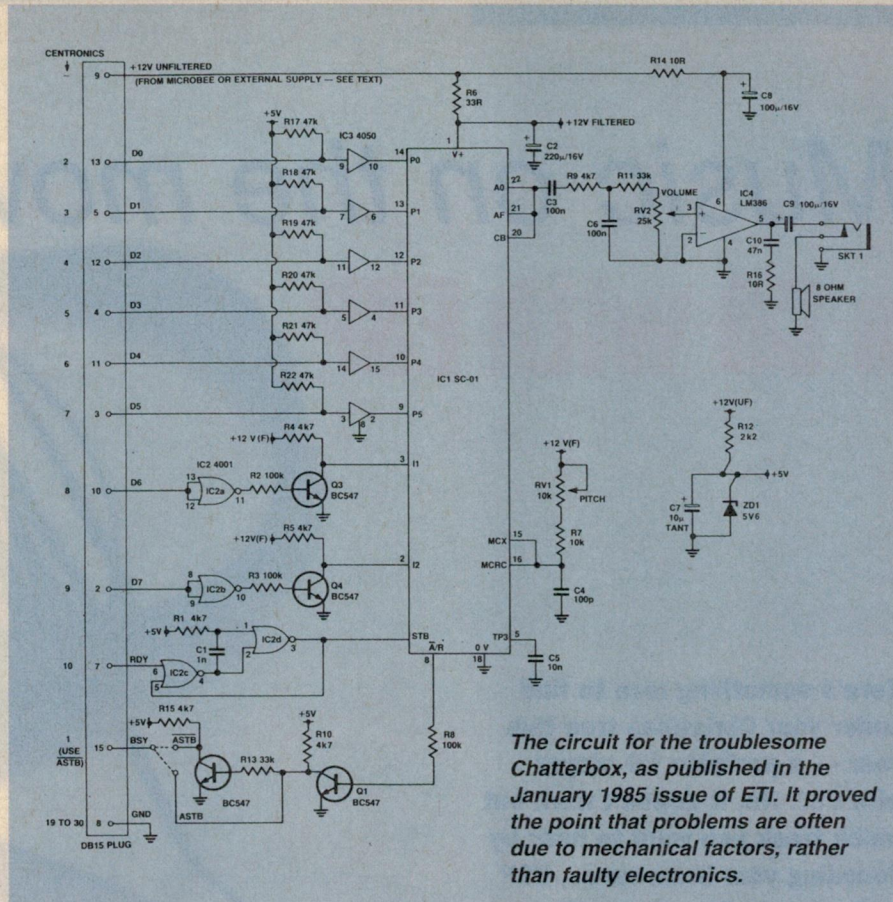 CENTRONICS
+12V UNFILTERED
(FROM MICROBEE OR EXTERNAL SUPPLY — SEE TEXT)
9
R14 10R
C8
100µ/16V
R6
33R
+12V FILTERED
C2
220µ/16V
1
V+
+5V
R17 47k
IC3 4050
2
13
D0
9
10
14
P0
R18 47k
3
5
D1
7
6
13
P1
R19 47k
4
12
D2
11
12
12
P2
R20 47k
5
4
D3
5
4
11
P3
R21 47k
6
11
D4
14
15
10
P4
R22 47k
7
3
D5
3
2
8
9
P5
IC1 SC-01
A0
22
AF
21
CB
20
C3
100n
R9 4k7
R11 33k
C6
100n
VOLUME
RV2
25k
IC4
LM386
3
+
2
−
6
4
5
C9 100µ/16V
C10
47n
R16
10R
SKT 1
8 OHM
SPEAKER
R4 4k7
+12 V (F)
3
I1
IC2 4001
8
10
D6
13
12
IC2a
11
R2 100k
Q3
BC547
R5 4k7
+12V(F)
2
I2
9
2
D7
8
9
IC2b
10
R3 100k
Q4
BC547
R1 4k7
+5V
C1
1n
1
2
IC2d
3
STB
10
7
RDY
6
5
IC2c
4
A/R
8
0 V
18
+12 V(F)
RV1
10k
PITCH
R7
10k
MCX
15
MCRC
16
C4
100p
TP3
5
C5
10n
+12V(UF)
R12
2k2
+5V
C7
10µ
TANT
ZD1
5V6
R15 4k7
+5V
1
(USE
ASTB)
15
BSY
ASTB
ASTB
R13 33k
BC547
+5V
R10
4k7
Q1
BC547
R8
100k
19 TO 30
8
GND
DB15 PLUG
The circuit for the troublesome
Chatterbox, as published in the
January 1985 issue of ETI. It proved
the point that problems are often
due to mechanical factors, rather
than faulty electronics.